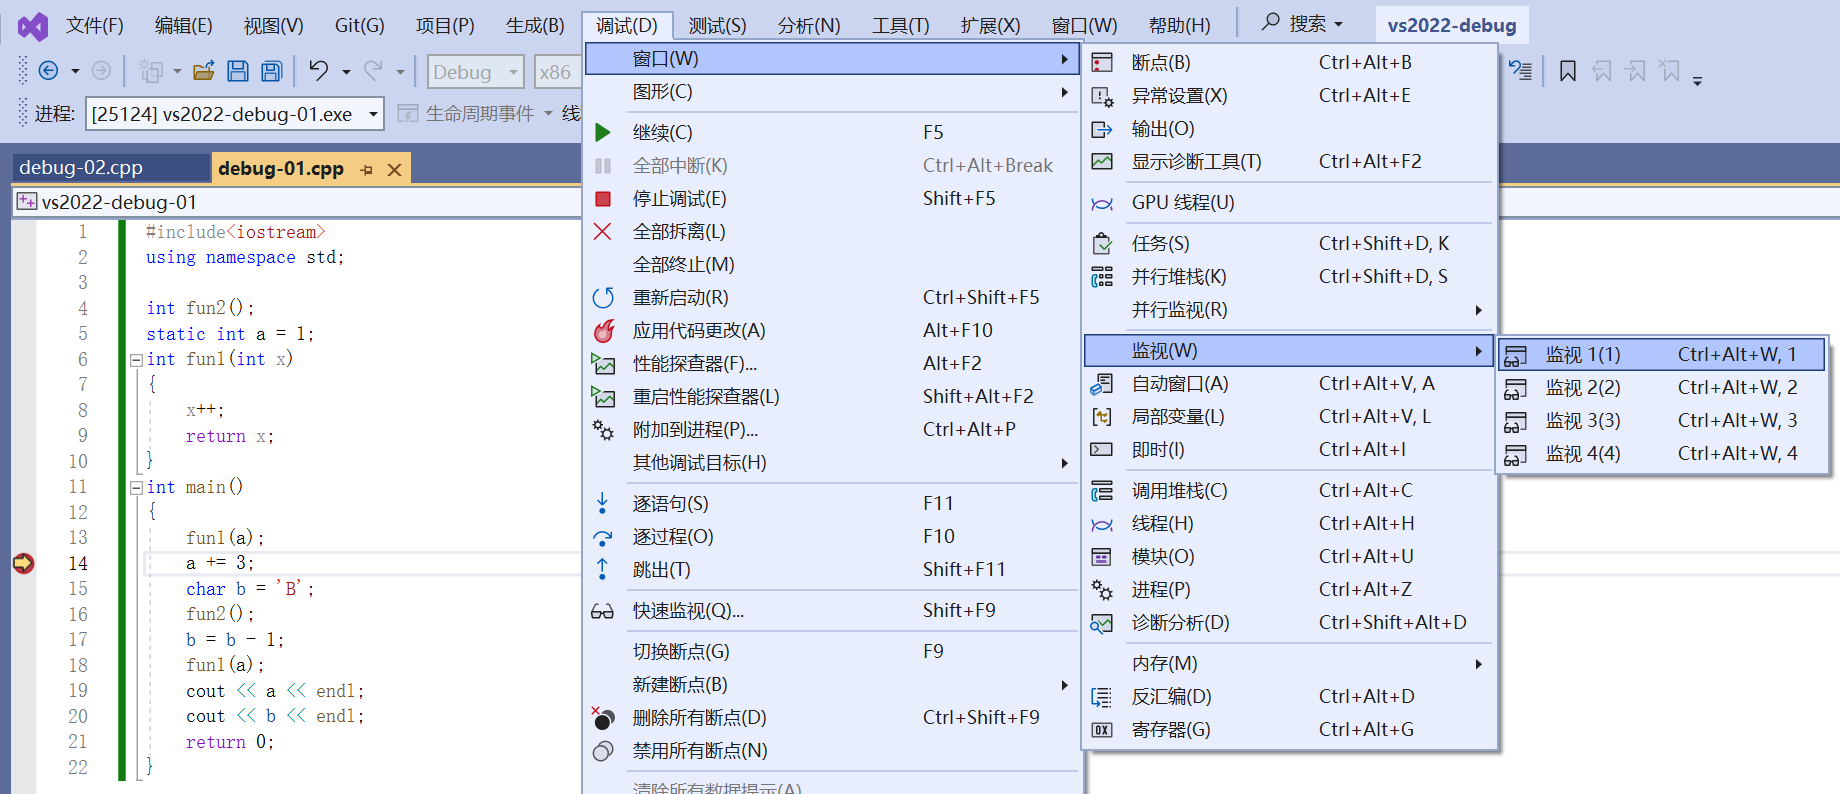 文件(F) 编辑(E) 视图(V) Git(G) 项目(P) 生成(B) 调试(D) 测试(S) 分析(N) 工具(T) 扩展(X) 窗口(W) 帮助(H) 搜索 vs2022-debug
Debug x86
进程: [25124] vs2022-debug-01.exe 生命周期事件
debug-02.cpp debug-01.cpp
vs2022-debug-01
1 #include<iostream>
2 using namespace std;
3
4 int fun2();
5 static int a = 1;
6 int fun1(int x)
7 {
8 x++;
9 return x;
10 }
11 int main()
12 {
13 fun1(a);
14 a += 3;
15 char b = 'B';
16 fun2();
17 b = b - 1;
18 fun1(a);
19 cout << a << endl;
20 cout << b << endl;
21 return 0;
22 }
窗口(W)
图形(C)
继续(C) F5
全部中断(K) Ctrl+Alt+Break
停止调试(E) Shift+F5
全部拆离(L)
全部终止(M)
重新启动(R) Ctrl+Shift+F5
应用代码更改(A) Alt+F10
性能探查器(F)... Alt+F2
重启性能探查器(L) Shift+Alt+F2
附加到进程(P)... Ctrl+Alt+P
其他调试目标(H)
逐语句(S) F11
逐过程(O) F10
跳出(T) Shift+F11
快速监视(Q)... Shift+F9
切换断点(G) F9
新建断点(B)
删除所有断点(D) Ctrl+Shift+F9
禁用所有断点(N)
清除所有数据提示(A)
断点(B) Ctrl+Alt+B
异常设置(X) Ctrl+Alt+E
输出(O)
显示诊断工具(T) Ctrl+Alt+F2
GPU 线程(U)
任务(S) Ctrl+Shift+D, K
并行堆栈(K) Ctrl+Shift+D, S
并行监视(R)
监视(W)
自动窗口(A) Ctrl+Alt+V, A
局部变量(L) Ctrl+Alt+V, L
即时(I) Ctrl+Alt+I
调用堆栈(C) Ctrl+Alt+C
线程(H) Ctrl+Alt+H
模块(O) Ctrl+Alt+U
进程(P) Ctrl+Alt+Z
诊断分析(D) Ctrl+Shift+Alt+D
内存(M)
反汇编(D) Ctrl+Alt+D
寄存器(G) Ctrl+Alt+G
监视 1(1) Ctrl+Alt+W, 1
监视 2(2) Ctrl+Alt+W, 2
监视 3(3) Ctrl+Alt+W, 3
监视 4(4) Ctrl+Alt+W, 4